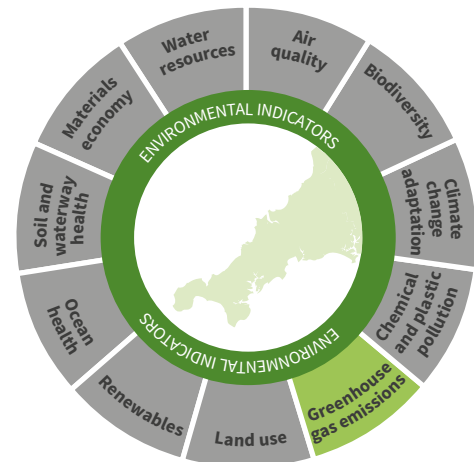 Water
resources
Air
quality
Biodiversity
Climate
change
adaptation
Chemical
and plastic
pollution
Greenhouse
gas emissions
Land use
Renewables
Ocean
health
Soil and
waterway
health
Materials
economy
ENVIRONMENTAL INDICATORS
ENVIRONMENTAL INDICATORS